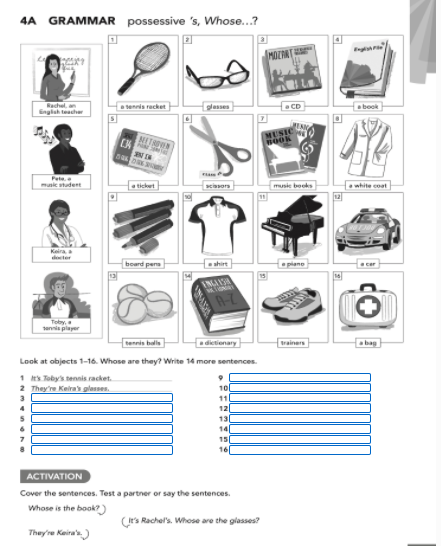 4A GRAMMAR possessive 's, Whose...?
1
2
3
4
MOZART
English File
Rachel, an
English teacher
a tennis racket
glasses
a CD
a book
5
6
7
8
MUSIC
BOOK
Pete, a
music student
a ticket
scissors
music books
a white coat
9
10
11
12
Keira, a
doctor
board pens
a shirt
a piano
a car
13
14
15
16
ENGLISH
A-Z
Toby, a
tennis player
tennis balls
a dictionary
trainers
a bag
Look at objects 1–16. Whose are they? Write 14 more sentences.
1 It's Toby's tennis racket.
2 They're Keira's glasses.
3
4
5
6
7
8
9
10
11
12
13
14
15
16
ACTIVATION
Cover the sentences. Test a partner or say the sentences.
Whose is the book?
It's Rachel's. Whose are the glasses?
They're Keira's.